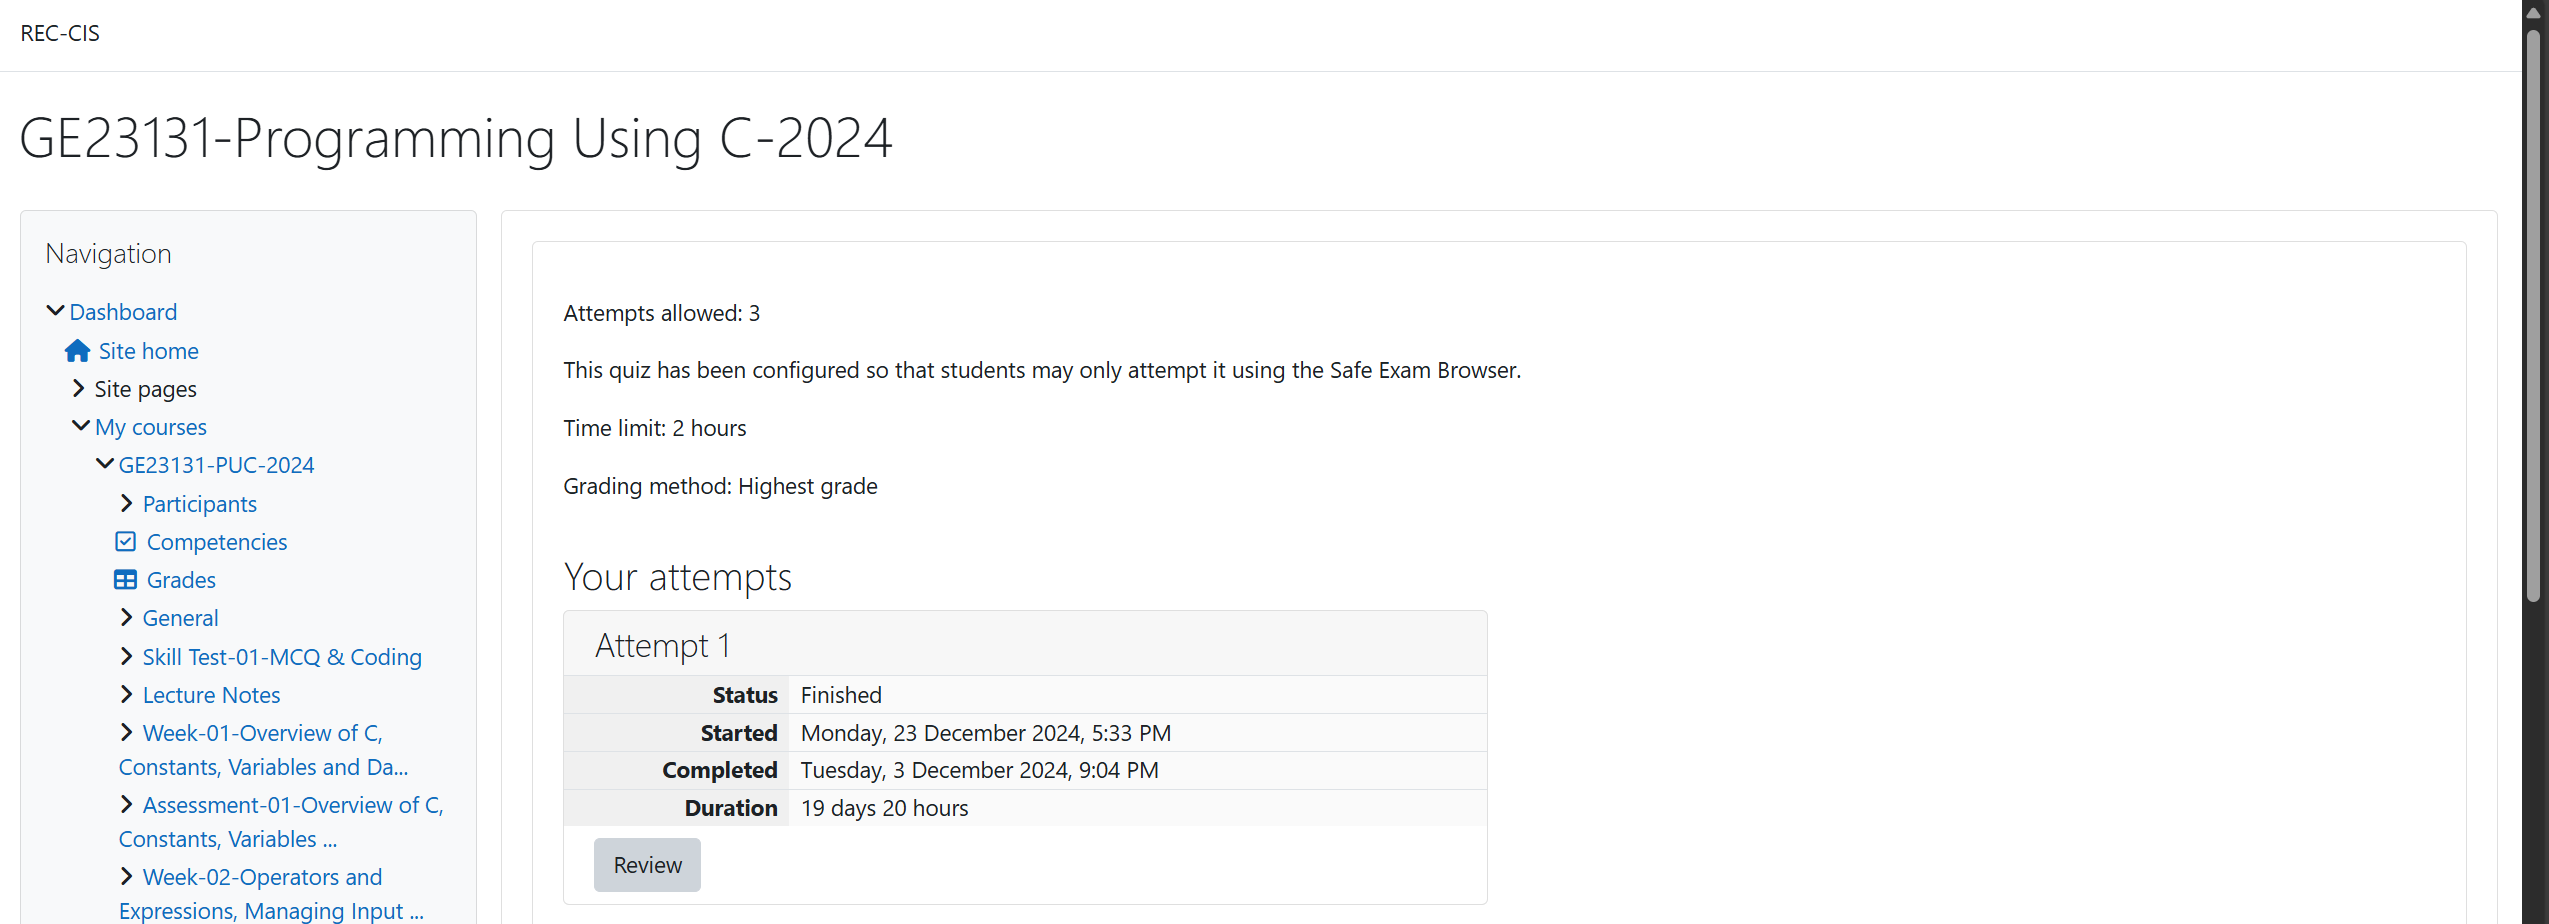 REC-CIS
GE23131-Programming Using C-2024
Navigation
Dashboard
Site home
Site pages
My courses
GE23131-PUC-2024
Participants
Competencies
Grades
General
Skill Test-01-MCQ & Coding
Lecture Notes
Week-01-Overview of C,
Constants, Variables and Da...
Assessment-01-Overview of C,
Constants, Variables ...
Week-02-Operators and
Expressions, Managing Input ...
Attempts allowed: 3
This quiz has been configured so that students may only attempt it using the Safe Exam Browser.
Time limit: 2 hours
Grading method: Highest grade
Your attempts
Attempt 1
Status Finished
Started Monday, 23 December 2024, 5:33 PM
Completed Tuesday, 3 December 2024, 9:04 PM
Duration 19 days 20 hours
Review